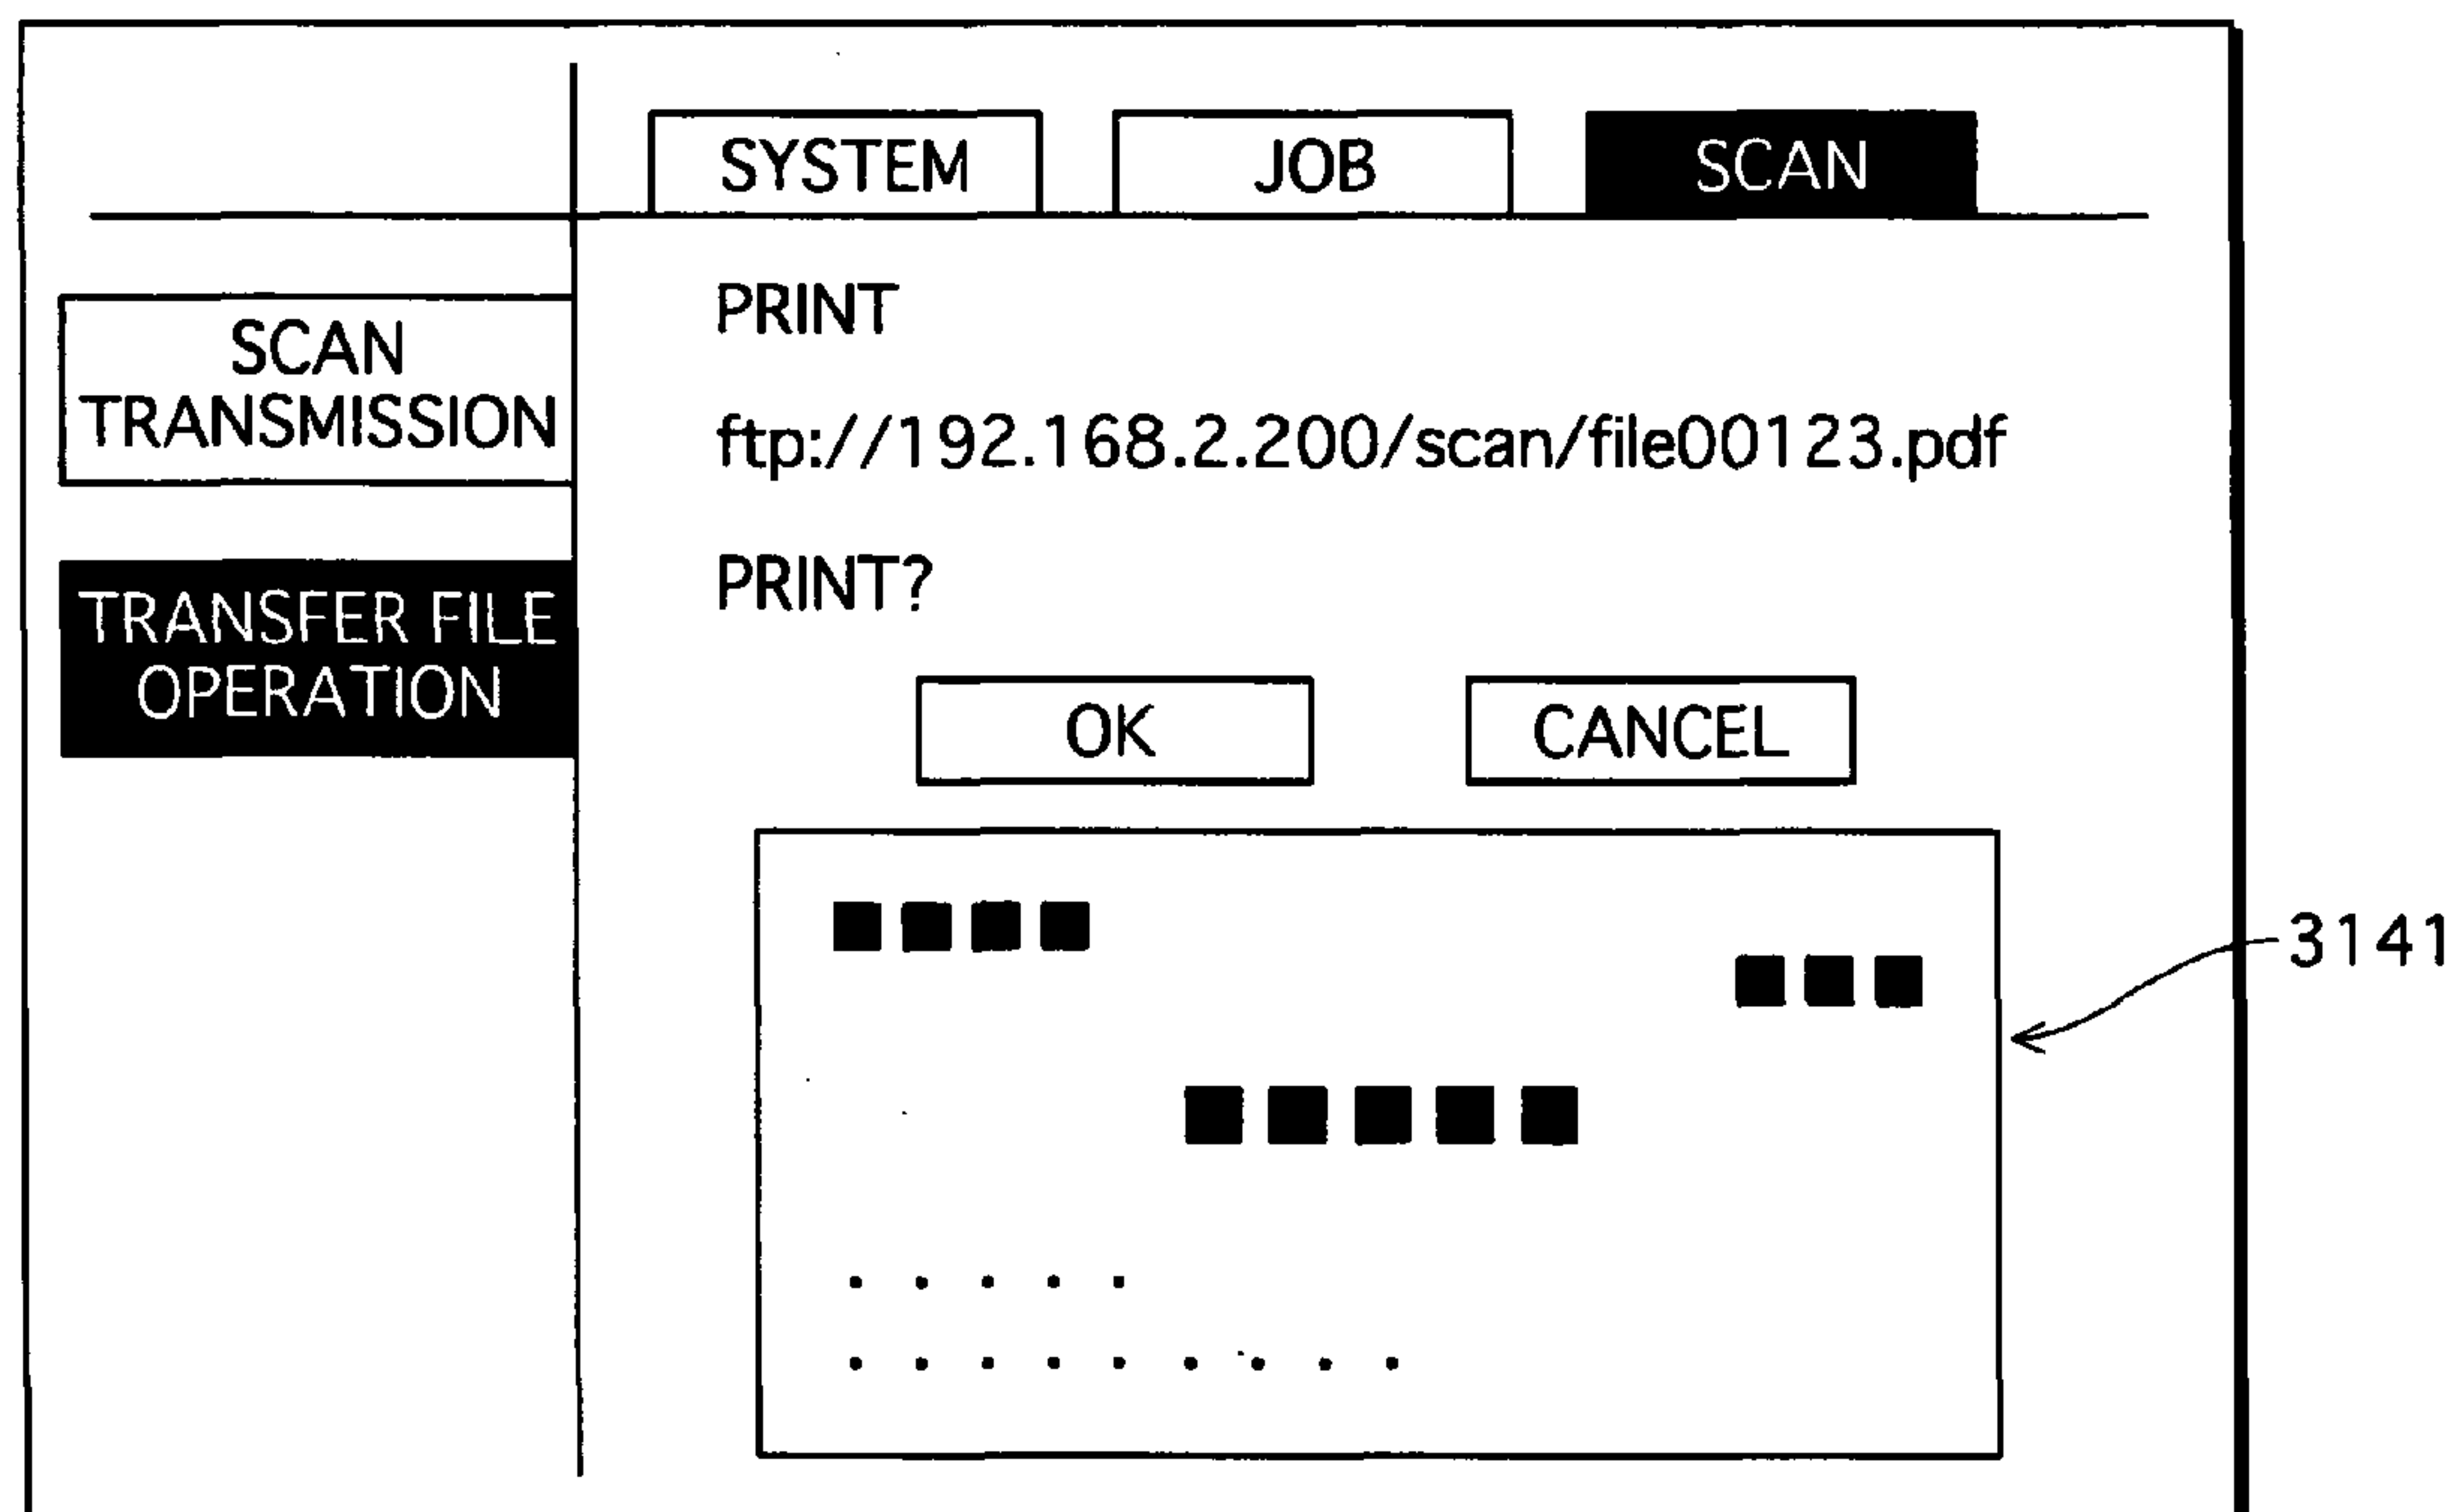 SYSTEM JOB SCAN
SCAN
TRANSMISSION
TRANSFER FILE
OPERATION
PRINT
ftp://192.168.2.200/scan/file00123.pdf
PRINT?
OK CANCEL
■ ■ ■ ■
■ ■ ■
■ ■ ■ ■ ■
. . . . .
. . . . . . . . .
3141